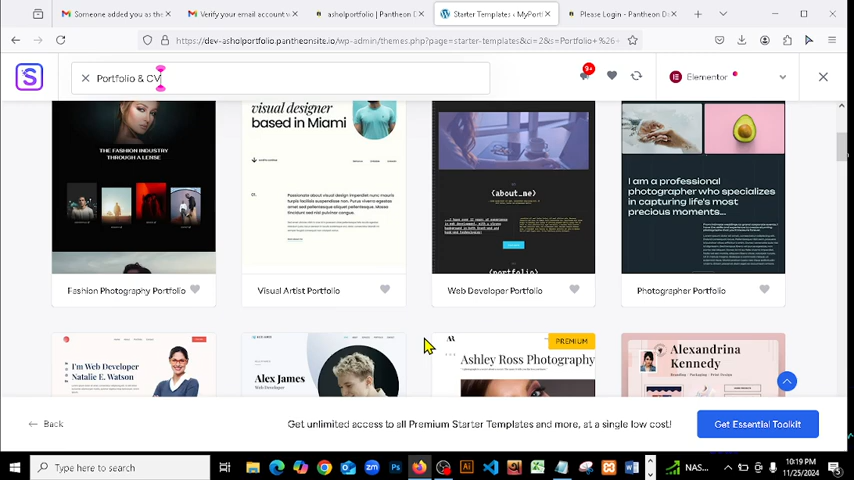 Someone added you as the
Verify your email account v
asholportfolio | Pantheon D
Starter Templates ‹ MyPortf
Please Login - Pantheon Da
https://dev-asholportfolio.pantheonsite.io/wp-admin/themes.php?page=starter-templates&ci=2&s=Portfolio+%26+
S
Portfolio & CV
9+
Elementor
THE FASHION INDUSTRY
THROUGH A LENSE
visual designer
based in Miami
{about_me}
{portfolio}
I am a professional
photographer who specializes
in capturing life's most
precious moments...
Fashion Photography Portfolio
Visual Artist Portfolio
Web Developer Portfolio
Photographer Portfolio
I'm Web Developer
Natalie E. Watson
Alex James
PREMIUM
Ashley Ross Photography
Alexandrina
Kennedy
Back
Get unlimited access to all Premium Starter Templates and more, at a single low cost!
Get Essential Toolkit
Type here to search
NAS...
10:19 PM
11/25/2024